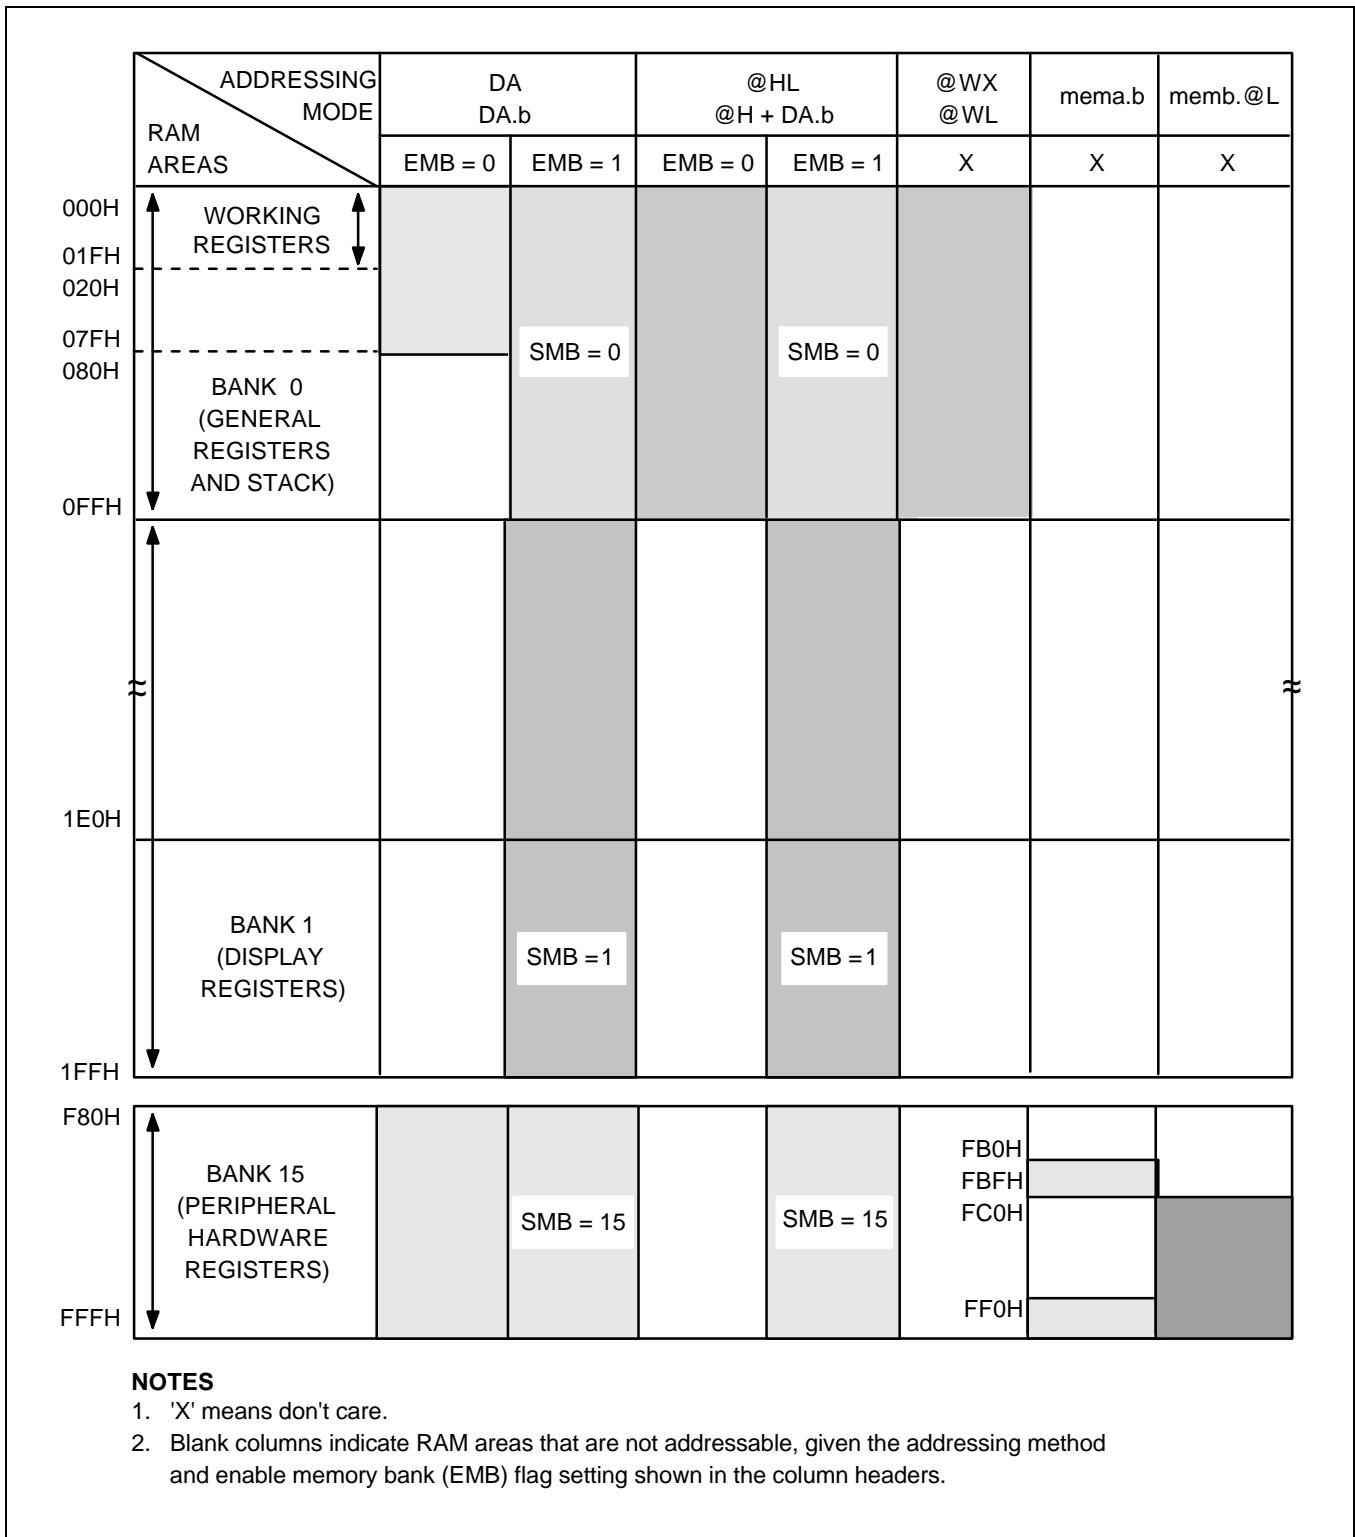 ADDRESSING
MODE
RAM
AREAS
DA
DA.b
@HL
@H + DA.b
@WX
@WL
mema.b
memb.@L
EMB = 0
EMB = 1
EMB = 0
EMB = 1
X
X
X
000H
WORKING
REGISTERS
01FH
020H
07FH
080H
SMB = 0
SMB = 0
BANK 0
(GENERAL
REGISTERS
AND STACK)
0FFH
≈
≈
1E0H
BANK 1
(DISPLAY
REGISTERS)
SMB =1
SMB =1
1FFH
F80H
BANK 15
(PERIPHERAL
HARDWARE
REGISTERS)
SMB = 15
SMB = 15
FB0H
FBFH
FC0H
FF0H
FFFH
NOTES
1. 'X' means don't care.
2. Blank columns indicate RAM areas that are not addressable, given the addressing method
and enable memory bank (EMB) flag setting shown in the column headers.